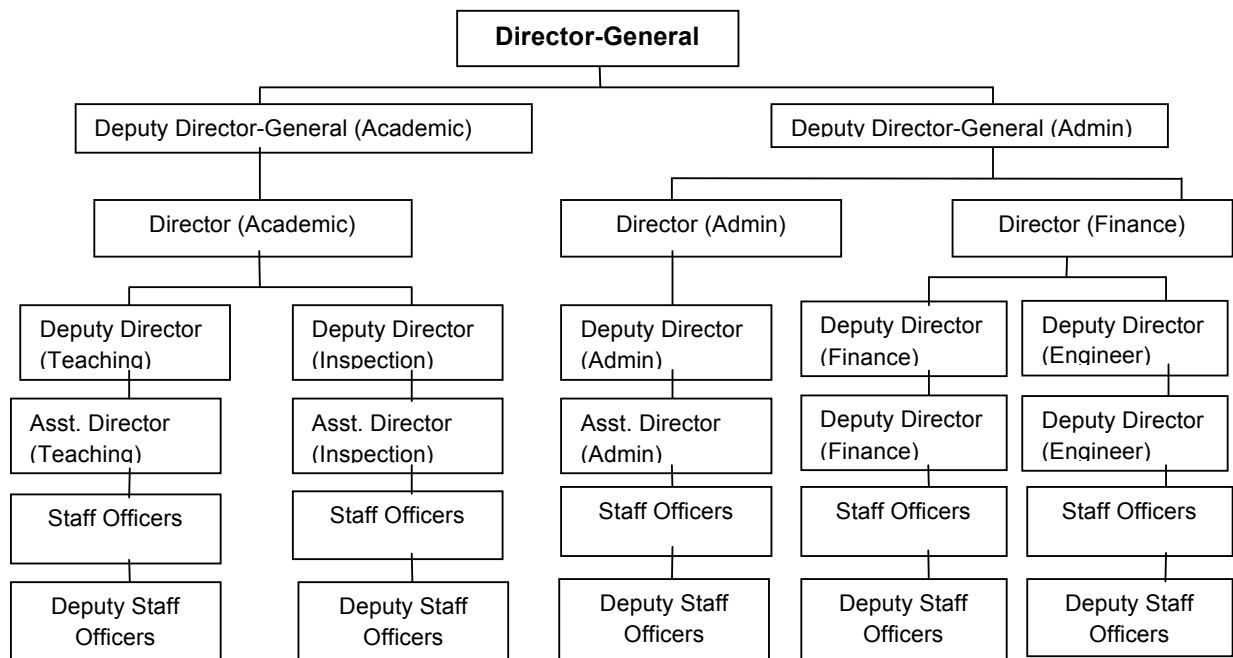 Director-General
Deputy Director-General (Academic)
Deputy Director-General (Admin)
Director (Academic)
Director (Admin)
Director (Finance)
Deputy Director
(Teaching)
Deputy Director
(Inspection)
Deputy Director
(Admin)
Deputy Director
(Finance)
Deputy Director
(Engineer)
Asst. Director
(Teaching)
Asst. Director
(Inspection)
Asst. Director
(Admin)
Deputy Director
(Finance)
Deputy Director
(Engineer)
Staff Officers
Staff Officers
Staff Officers
Staff Officers
Staff Officers
Deputy Staff
Officers
Deputy Staff
Officers
Deputy Staff
Officers
Deputy Staff
Officers
Deputy Staff
Officers